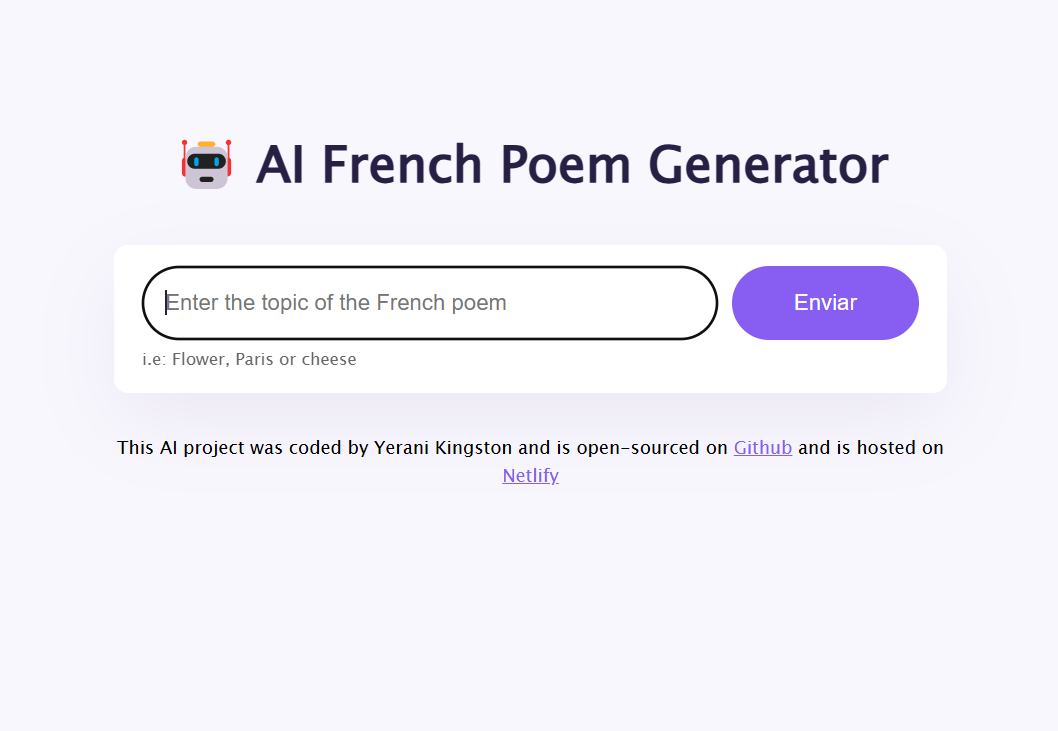 AI French Poem Generator
Enter the topic of the French poem
Enviar
i.e: Flower, Paris or cheese
This AI project was coded by Yerani Kingston and is open-sourced on Github and is hosted on
Netlify